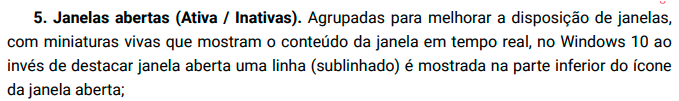 5. Janelas abertas (Ativa / Inativas). Agrupadas para melhorar a disposição de janelas,
com miniaturas vivas que mostram o conteúdo da janela em tempo real, no Windows 10 ao
invés de destacar janela aberta uma linha (sublinhado) é mostrada na parte inferior do ícone
da janela aberta;